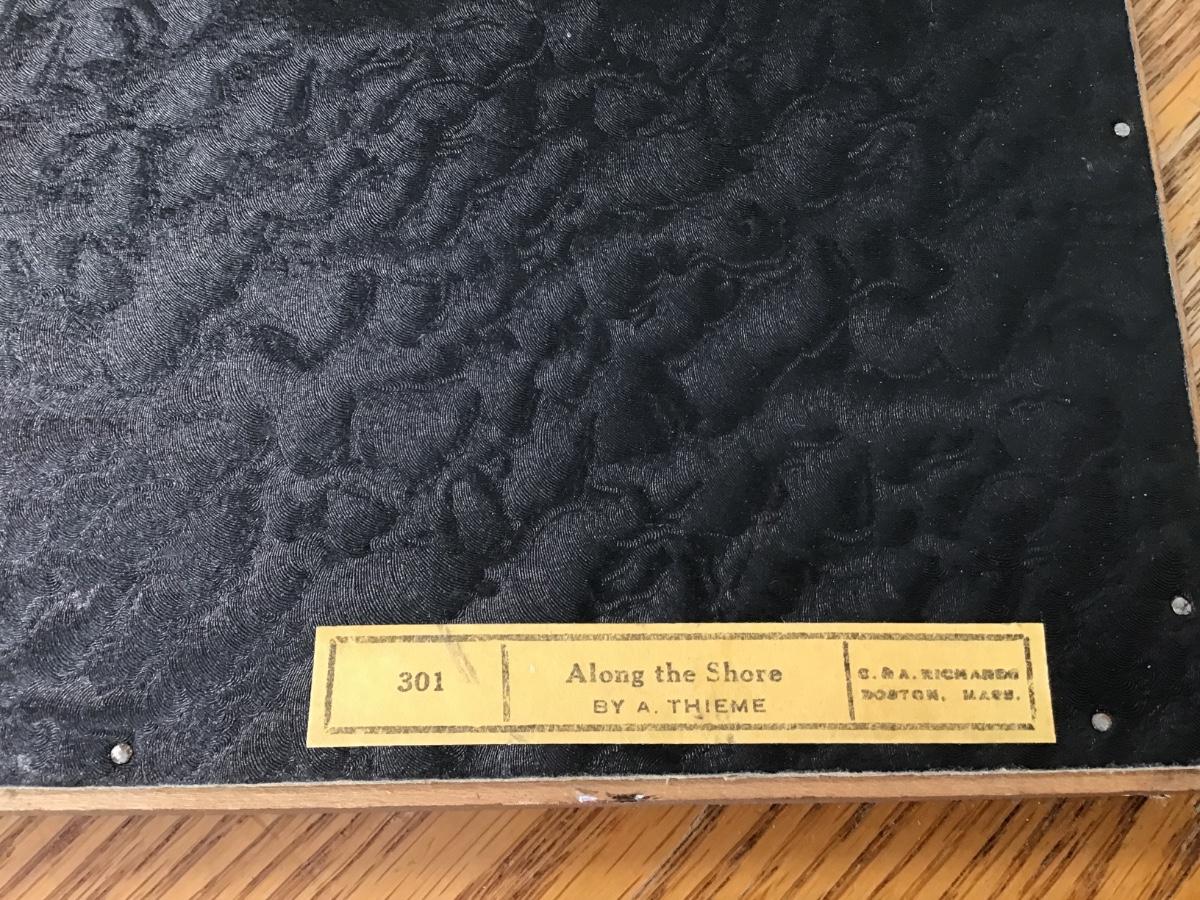 301
Along the Shore
BY A. THIEME
C. & A. RICHARDS
BOSTON, MASS.